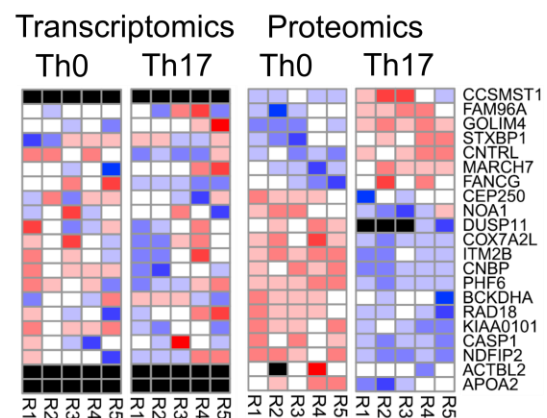 Transcriptomics Proteomics
Th0 Th17 Th0 Th17
CCSMST1
FAM96A
GOLIM4
STXBP1
CNTRL
MARCH7
FANCG
CEP250
NOA1
DUSP11
COX7A2L
ITM2B
CNBP
PHF6
BCKDHA
RAD18
KIAA0101
CASP1
NDFIP2
ACTBL2
APOA2
R1 R2 R3 R4 R5 R1 R2 R3 R4 R5 R1 R2 R3 R4 R5 R1 R2 R3 R4 R5